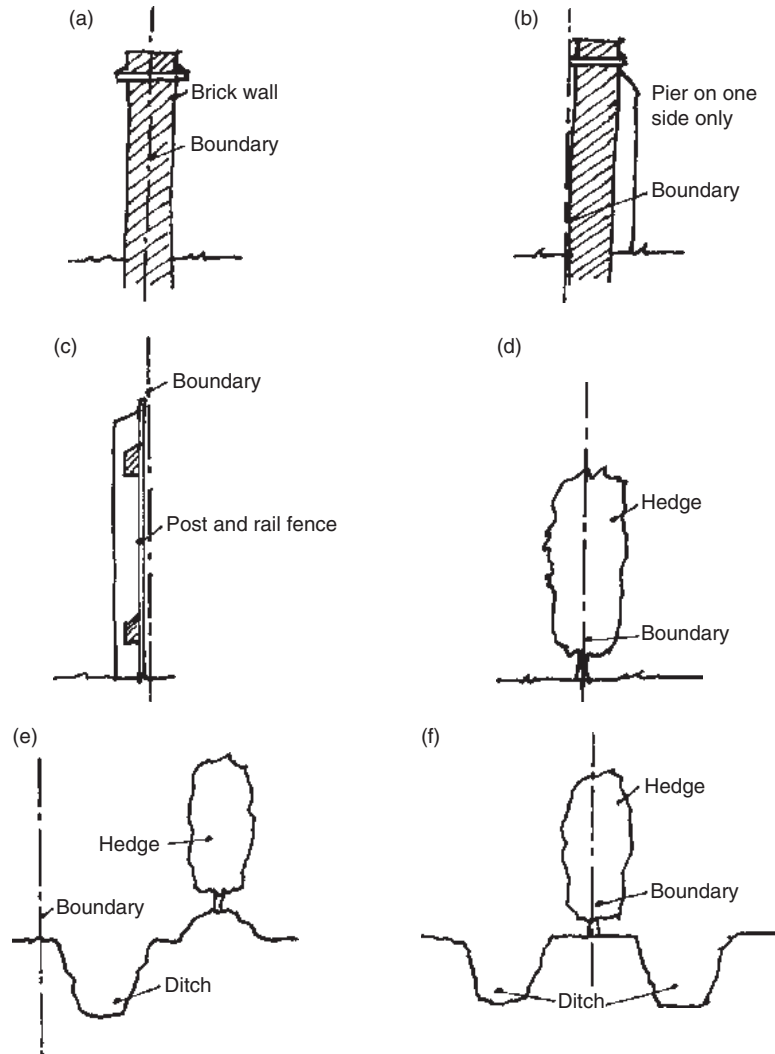 (a)
Brick wall
Boundary
(b)
Pier on one
side only
Boundary
(c)
Boundary
Post and rail fence
(d)
Hedge
Boundary
(e)
Hedge
Boundary
Ditch
(f)
Hedge
Boundary
Ditch